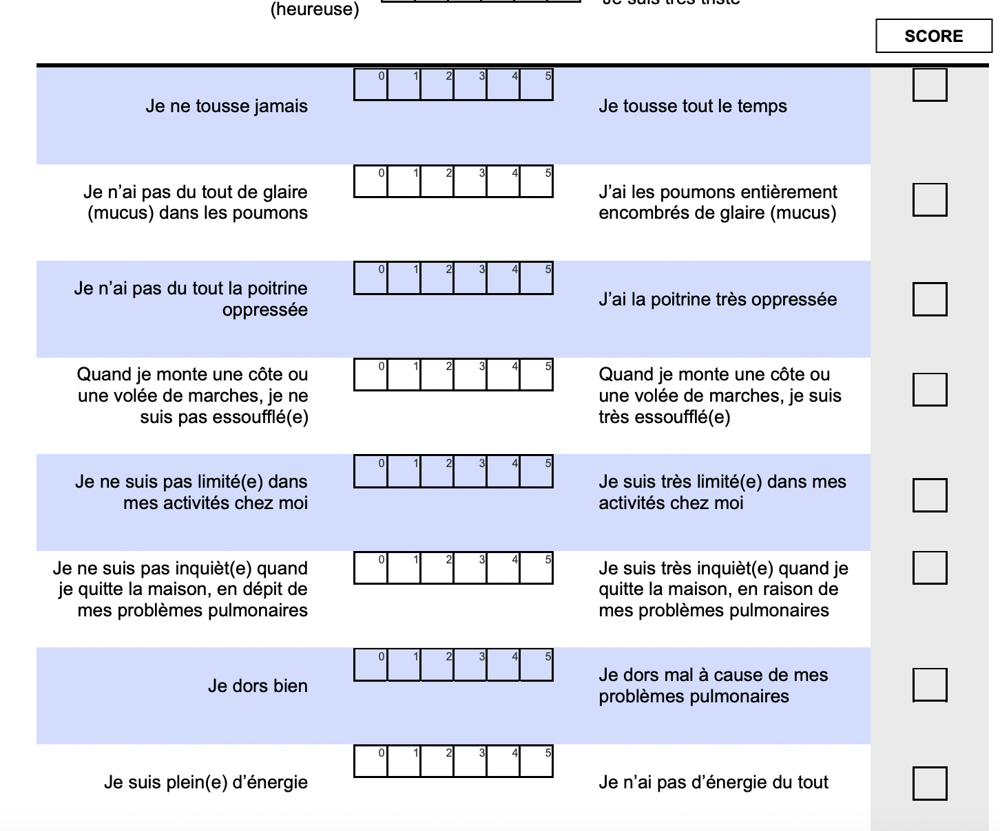 (heureuse)
Je suis très triste
SCORE
0 1 2 3 4 5
Je ne tousse jamais
Je tousse tout le temps
0 1 2 3 4 5
Je n’ai pas du tout de glaire
(mucus) dans les poumons
J’ai les poumons entièrement
encombrés de glaire (mucus)
0 1 2 3 4 5
Je n’ai pas du tout la poitrine
oppressée
J’ai la poitrine très oppressée
0 1 2 3 4 5
Quand je monte une côte ou
une volée de marches, je ne
suis pas essoufflé(e)
Quand je monte une côte ou
une volée de marches, je suis
très essoufflé(e)
0 1 2 3 4 5
Je ne suis pas limité(e) dans
mes activités chez moi
Je suis très limité(e) dans mes
activités chez moi
0 1 2 3 4 5
Je ne suis pas inquièt(e) quand
je quitte la maison, en dépit de
mes problèmes pulmonaires
Je suis très inquièt(e) quand je
quitte la maison, en raison de
mes problèmes pulmonaires
0 1 2 3 4 5
Je dors bien
Je dors mal à cause de mes
problèmes pulmonaires
0 1 2 3 4 5
Je suis plein(e) d’énergie
Je n’ai pas d’énergie du tout